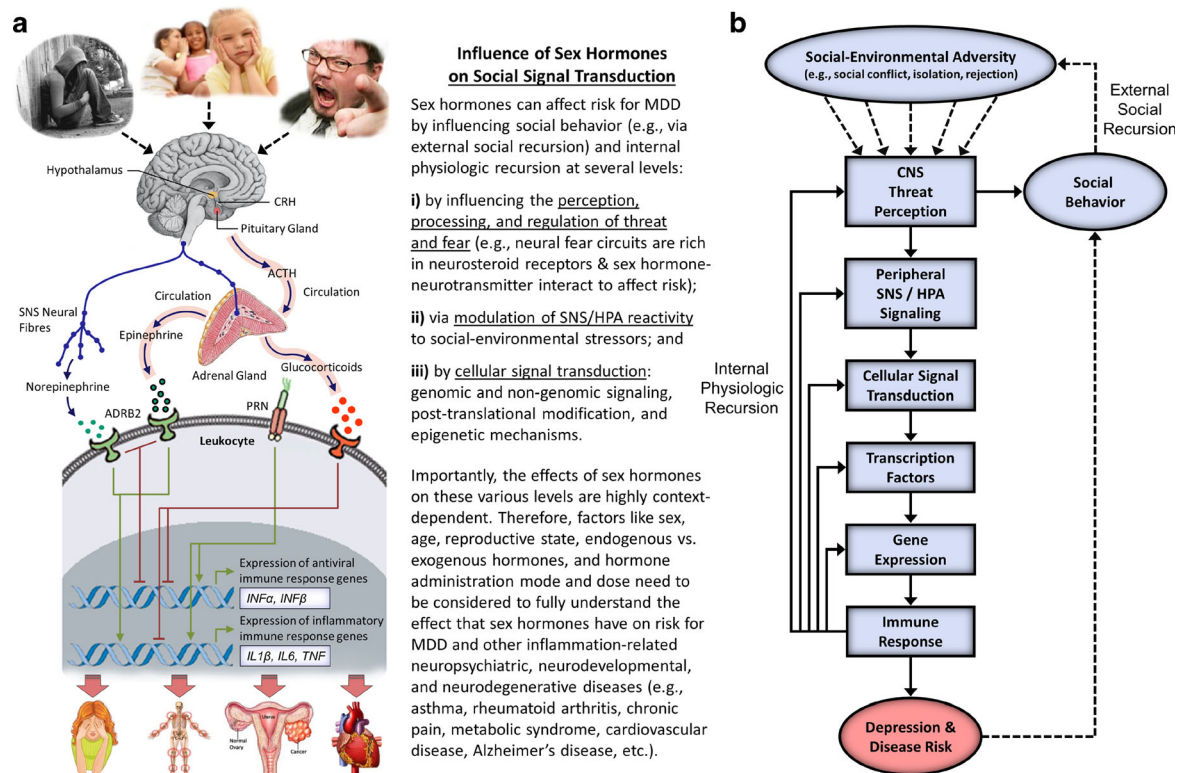 a
Hypothalamus
CRH
Pituitary Gland
ACTH
Circulation
Circulation
SNS Neural
Fibres
Epinephrine
Adrenal Gland
Glucocorticoids
Norepinephrine
ADRB2
PRN
Leukocyte
Expression of antiviral
immune response genes
INFα, INFβ
Expression of inflammatory
immune response genes
IL1β, IL6, TNF
Normal
Ovary
Uterus
Cancer
Influence of Sex Hormones
on Social Signal Transduction
Sex hormones can affect risk for MDD
by influencing social behavior (e.g., via
external social recursion) and internal
physiologic recursion at several levels:
i) by influencing the perception,
processing, and regulation of threat
and fear (e.g., neural fear circuits are rich
in neurosteroid receptors & sex hormone-
neurotransmitter interact to affect risk);
ii) via modulation of SNS/HPA reactivity
to social-environmental stressors; and
iii) by cellular signal transduction:
genomic and non-genomic signaling,
post-translational modification, and
epigenetic mechanisms.
Importantly, the effects of sex hormones
on these various levels are highly context-
dependent. Therefore, factors like sex,
age, reproductive state, endogenous vs.
exogenous hormones, and hormone
administration mode and dose need to
be considered to fully understand the
effect that sex hormones have on risk for
MDD and other inflammation-related
neuropsychiatric, neurodevelopmental,
and neurodegenerative diseases (e.g.,
asthma, rheumatoid arthritis, chronic
pain, metabolic syndrome, cardiovascular
disease, Alzheimer's disease, etc.).
b
Social-Environmental Adversity
(e.g., social conflict, isolation, rejection)
External
Social
Recursion
CNS
Threat
Perception
Social
Behavior
Peripheral
SNS / HPA
Signaling
Internal
Physiologic
Recursion
Cellular Signal
Transduction
Transcription
Factors
Gene
Expression
Immune
Response
Depression &
Disease Risk